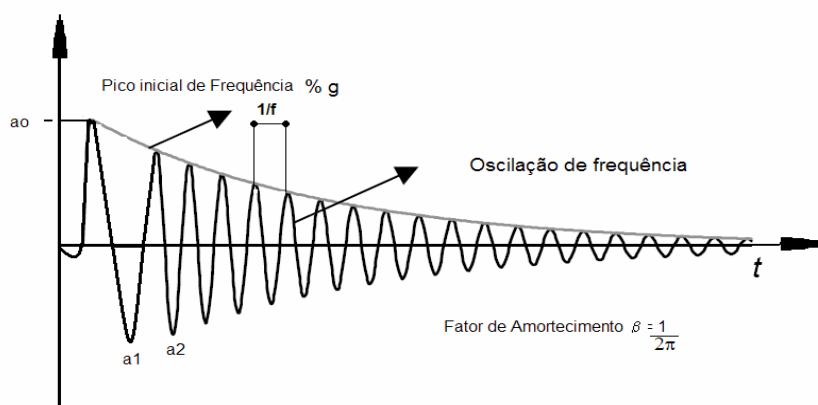 Pico inicial de Frequência % g
1/f
ao
Oscilação de frequência
t
a1
a2
Fator de Amortecimento β = 1
2π